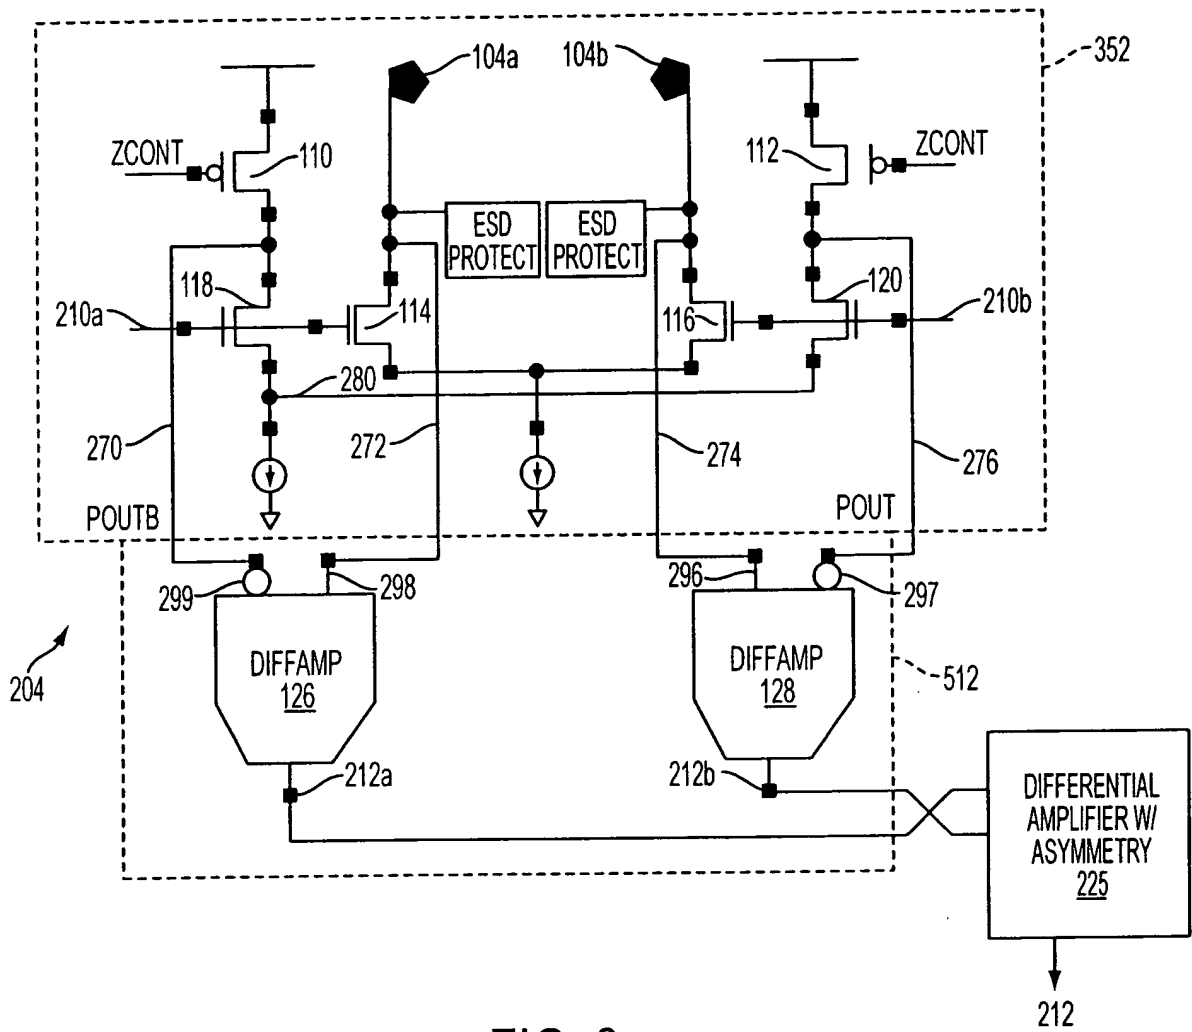 104a
104b
352
ZCONT
110
112
ZCONT
ESD
PROTECT
ESD
PROTECT
118
114
116
120
210a
210b
280
270
272
274
276
POUTB
POUT
299
298
296
297
DIFFAMP
126
DIFFAMP
128
204
512
212a
212b
DIFFERENTIAL
AMPLIFIER W/
ASYMMETRY
225
212